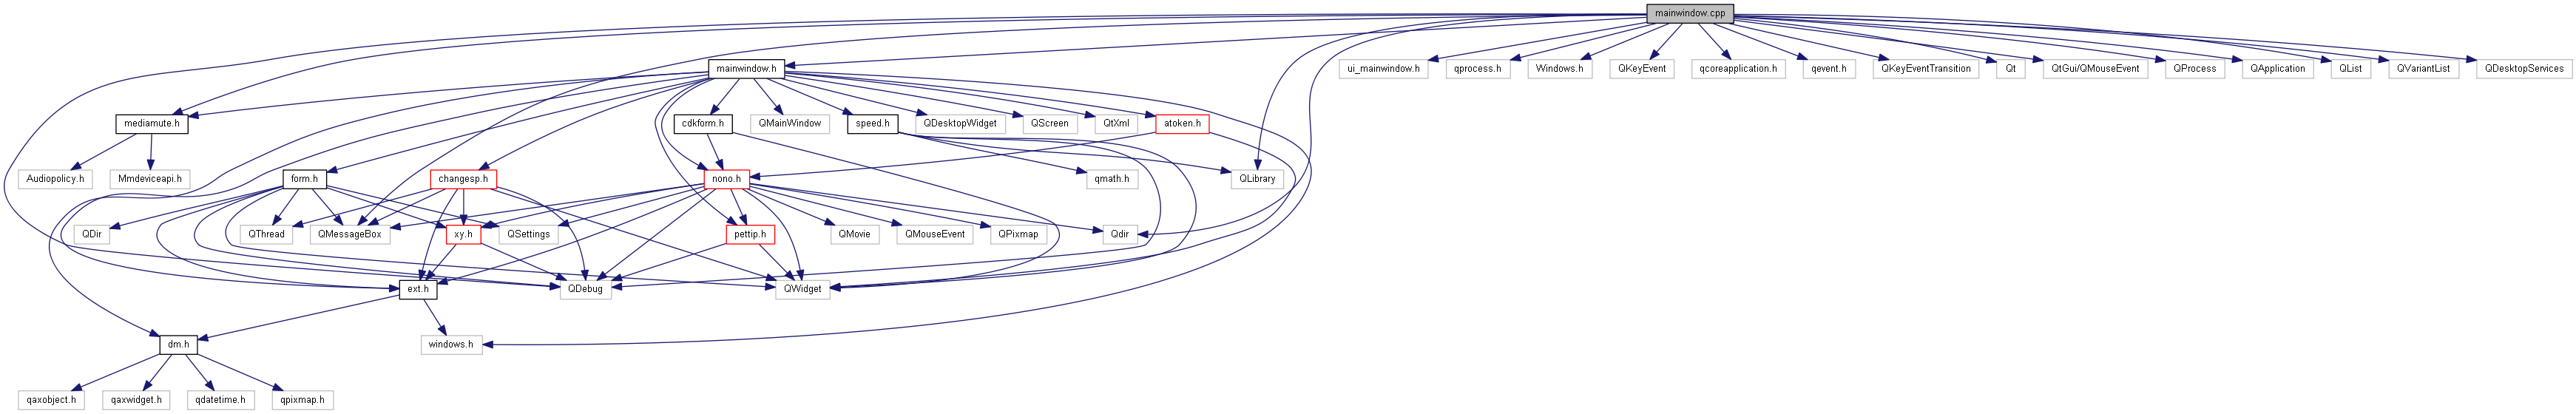 mainwindow.cpp
mainwindow.h
ui_mainwindow.h
qprocess.h
Windows.h
QKeyEvent
qcoreapplication.h
qevent.h
QKeyEventTransition
Qt
QtGui/QMouseEvent
QProcess
QApplication
QList
QVariantList
QDesktopServices
mediamute.h
cdkform.h
QMainWindow
speed.h
QDesktopWidget
QScreen
QtXml
atoken.h
Audiopolicy.h
Mmdeviceapi.h
form.h
changesp.h
nono.h
qmath.h
QLibrary
QDir
QThread
QMessageBox
xy.h
QSettings
pettip.h
QMovie
QMouseEvent
QPixmap
Qdir
ext.h
QDebug
QWidget
dm.h
windows.h
qaxobject.h
qaxwidget.h
qdatetime.h
qpixmap.h